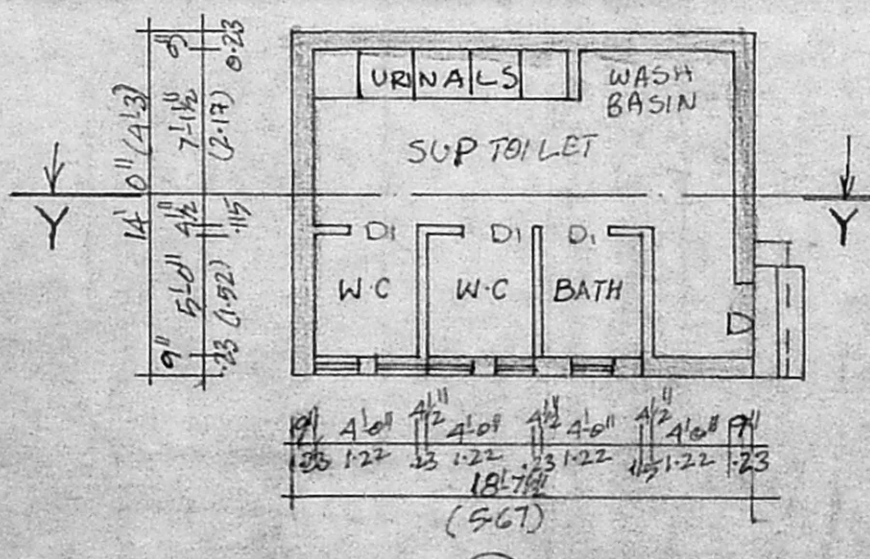 URINALS
WASH
BASIN
SUP TOILET
Y
Y
D1
D1
D1
W.C
W.C
BATH
D
14'0" (4.13)
9"
7'-1½"
4½"
5'-0"
9"
0.23
(2.17)
.115
(1.52)
.23
9" 4'-0" 4½" 4'-0" 4½" 4'-0" 4½" 4'-0" 9"
.23 1.22 .23 1.22 .23 1.22 1.22 .23
18'-7½"
(5.67)